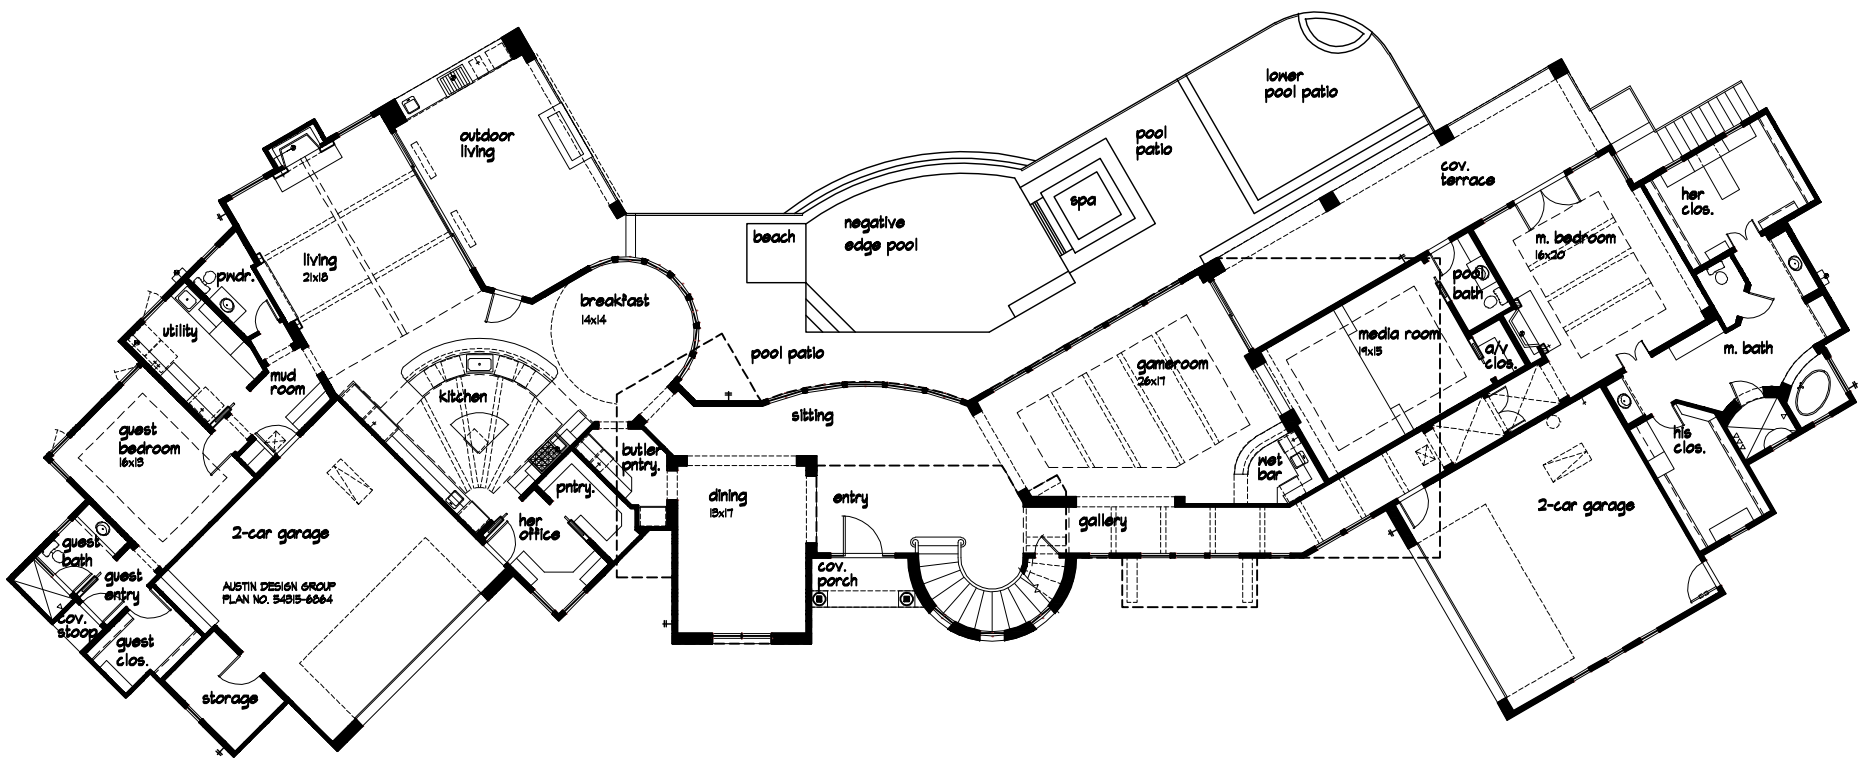 lower
pool patio
outdoor
living
pool
patio
cov.
terrace
her
clos.
spa
beach
negative
edge pool
m. bedroom
16x20
living
21x18
pwdr.
pool
bath
breakfast
14x14
utility
media room
19x15
a/v
clos.
m. bath
pool patio
gameroom
26x17
mud
room
kitchen
sitting
guest
bedroom
16x13
butler
pntry.
his
clos.
wet
bar
pntry.
dining
13x17
entry
2-car garage
her
office
gallery
2-car garage
guest
bath
guest
entry
cov.
porch
AUSTIN DESIGN GROUP
PLAN NO. 54315-6864
cov.
stoop
guest
clos.
storage